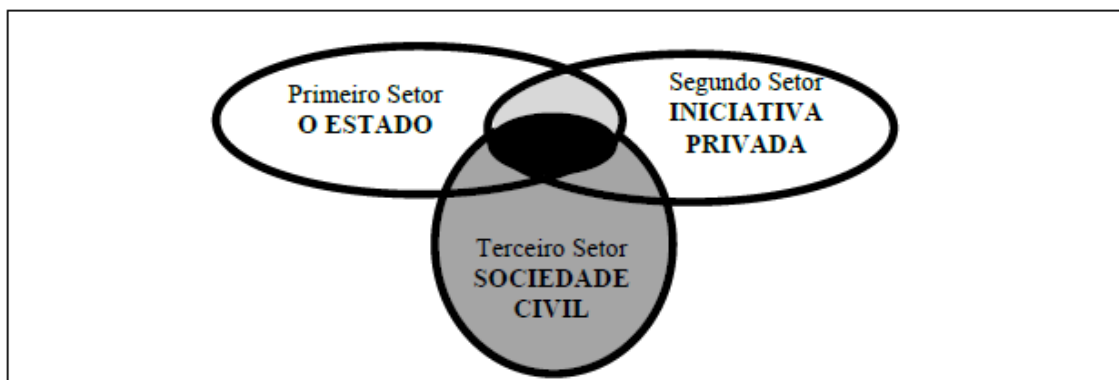 Primeiro Setor
O ESTADO
Segundo Setor
INICIATIVA
PRIVADA
Terceiro Setor
SOCIEDADE
CIVIL